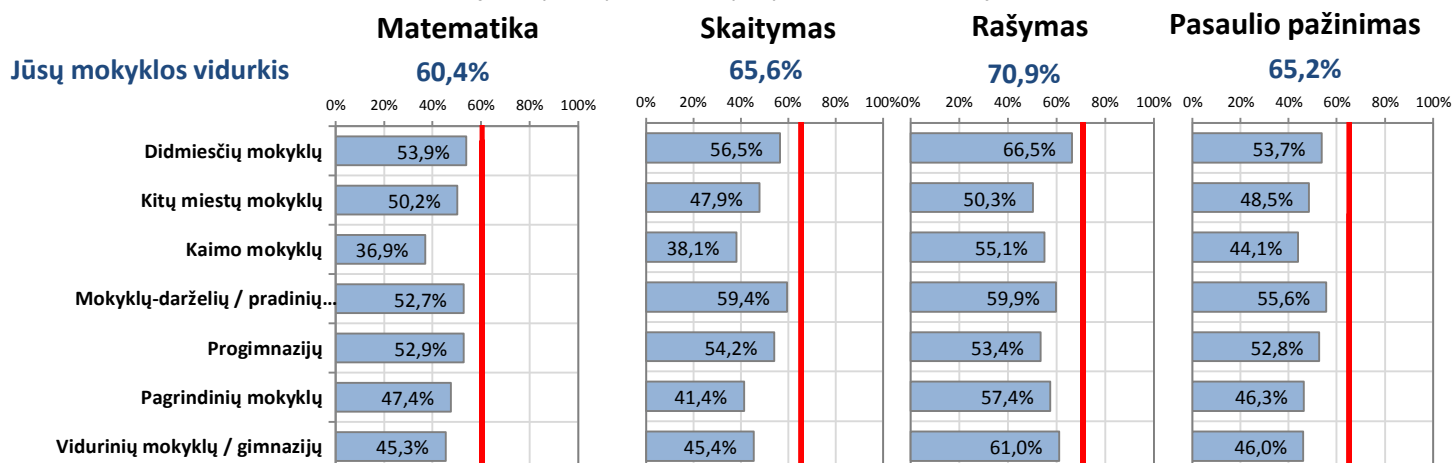 Matematika Skaitymas Rašymas Pasaulio pažinimas
Jūsų mokyklos vidurkis 60,4% 65,6% 70,9% 65,2%
0% 20% 40% 60% 80% 100% 0% 20% 40% 60% 80% 100% 0% 20% 40% 60% 80% 100% 0% 20% 40% 60% 80% 100%
Didmiesčių mokyklų 53,9% 56,5% 66,5% 53,7%
Kitų miestų mokyklų 50,2% 47,9% 50,3% 48,5%
Kaimo mokyklų 36,9% 38,1% 55,1% 44,1%
Mokyklų-darželių / pradinių... 52,7% 59,4% 59,9% 55,6%
Progimnazijų 52,9% 54,2% 53,4% 52,8%
Pagrindinių mokyklų 47,4% 41,4% 57,4% 46,3%
Vidurinių mokyklų / gimnazijų 45,3% 45,4% 61,0% 46,0%